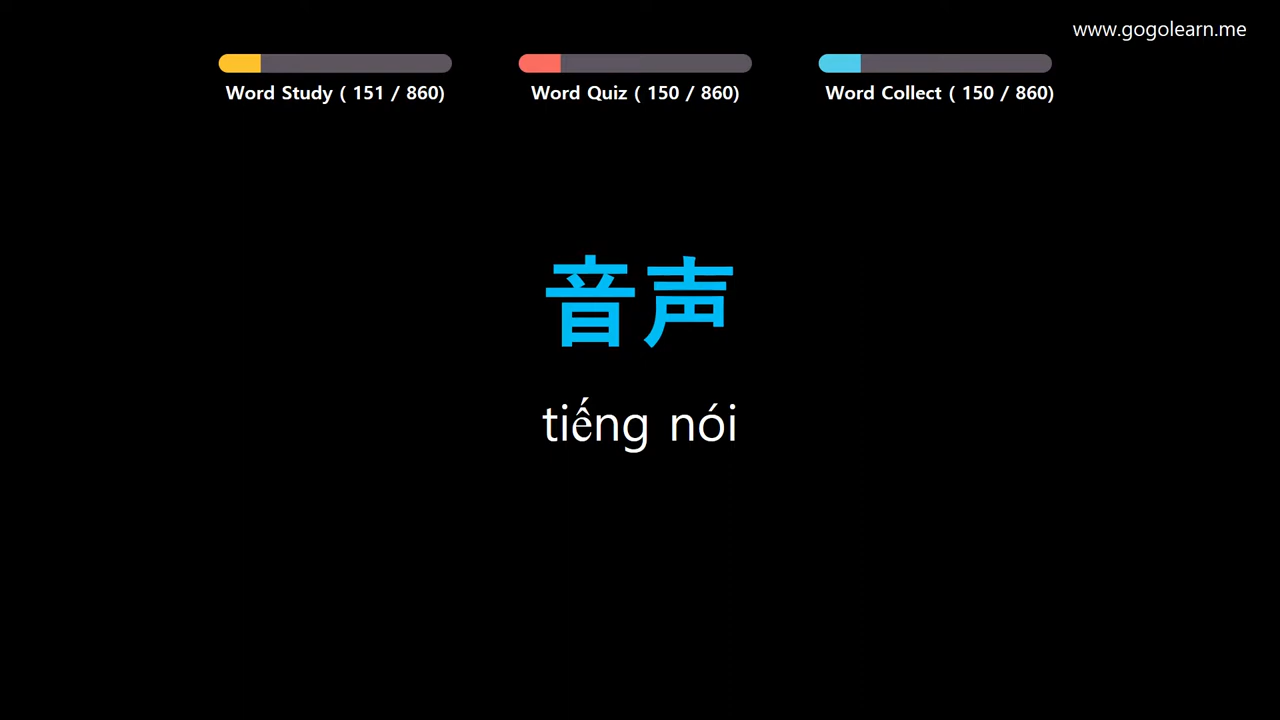 www.gogolearn.me
Word Study ( 151 / 860)
Word Quiz ( 150 / 860)
Word Collect ( 150 / 860)
音声
tiếng nói